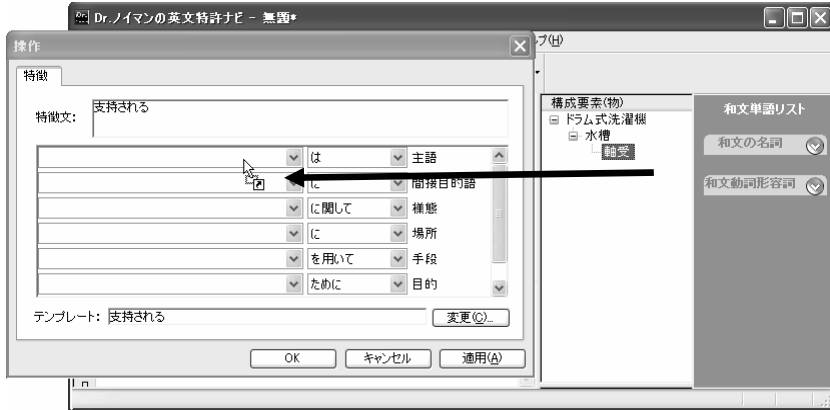 Dr.ノイマンの英文特許ナビ - 無題*
操作
プ(H)
特徴
特徴文:
支持される
は
主語
に
間接目的語
に関して
様態
に
場所
を用いて
手段
ために
目的
テンプレート:
支持される
変更(C)...
OK
キャンセル
適用(A)
構成要素(物)
ドラム式洗濯機
水槽
軸受
和文単語リスト
和文の名詞
和文動詞形容詞